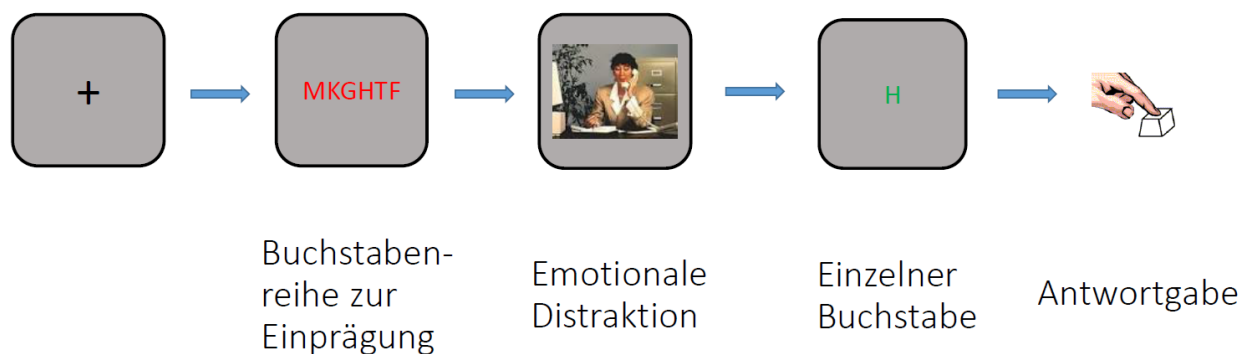 +
MKGHTF
H
Buchstaben-
reihe zur
Einprägung
Emotionale
Distraktion
Einzelner
Buchstabe
Antwortgabe